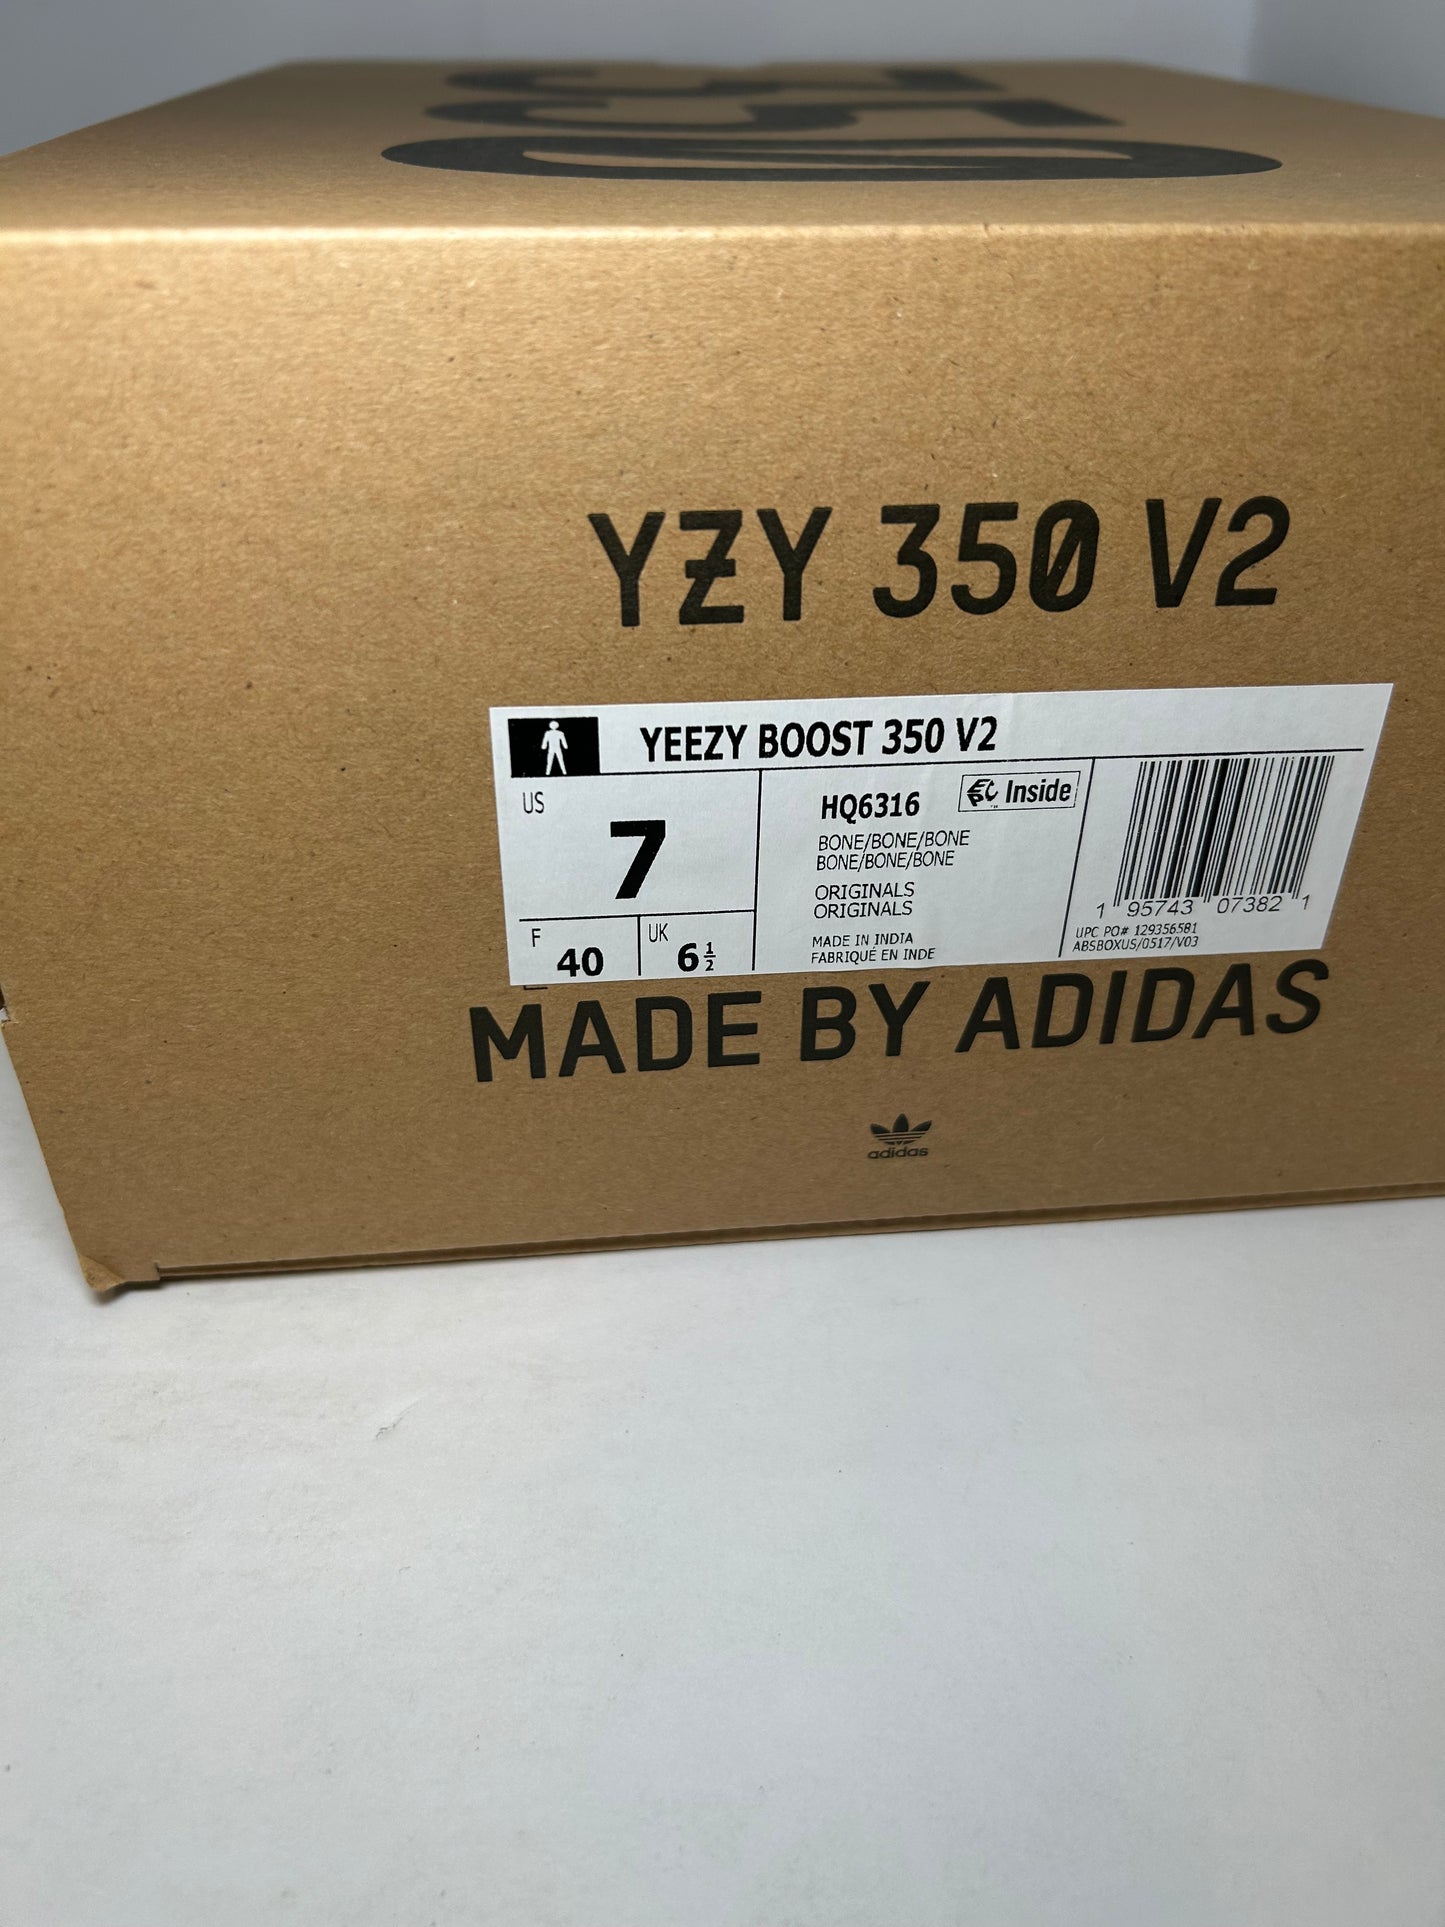 350
YZY 350 V2
YEEZY BOOST 350 V2
US
7
F
40
UK
6½
HQ6316
Inside
BONE/BONE/BONE
BONE/BONE/BONE
ORIGINALS
ORIGINALS
MADE IN INDIA
FABRIQUÉ EN INDE
1 95743 07382 1
UPC PO# 129356581
ABSBOXUS/0517/V03
MADE BY ADIDAS
adidas